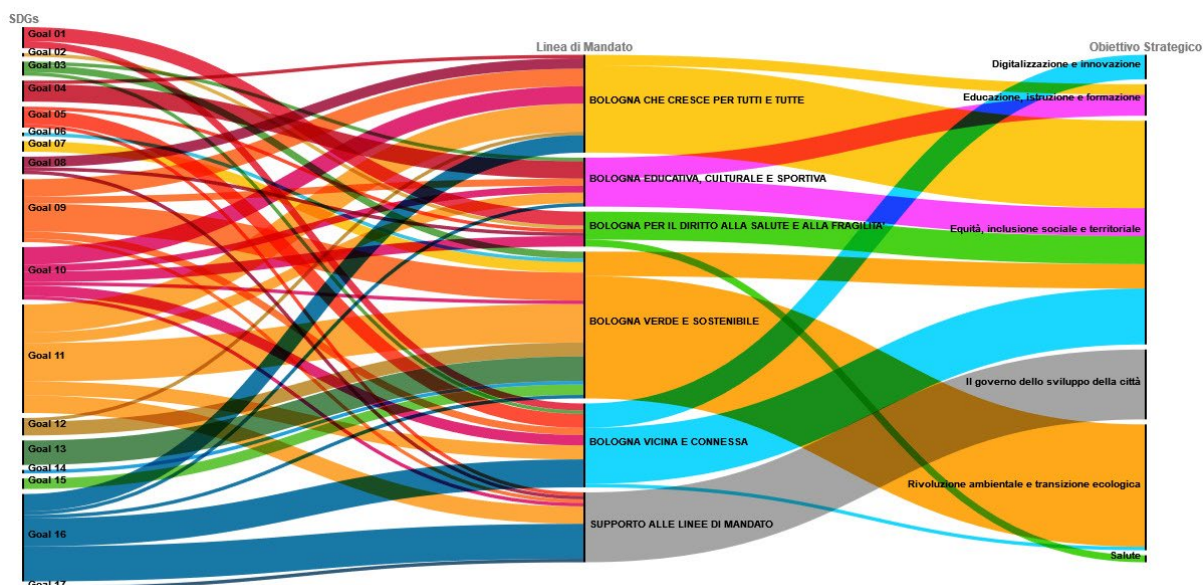 SDGs
Goal 01
Goal 02
Goal 03
Goal 04
Goal 05
Goal 06
Goal 07
Goal 08
Goal 09
Goal 10
Goal 11
Goal 12
Goal 13
Goal 14
Goal 15
Goal 16
Goal 17
Linea di Mandato
BOLOGNA CHE CRESCE PER TUTTI E TUTTE
BOLOGNA EDUCATIVA, CULTURALE E SPORTIVA
BOLOGNA PER IL DIRITTO ALLA SALUTE E ALLA FRAGILITA'
BOLOGNA VERDE E SOSTENIBILE
BOLOGNA VICINA E CONNESSA
SUPPORTO ALLE LINEE DI MANDATO
Obiettivo Strategico
Digitalizzazione e innovazione
Educazione, istruzione e formazione
Equità, inclusione sociale e territoriale
Il governo dello sviluppo della città
Rivoluzione ambientale e transizione ecologica
Salute